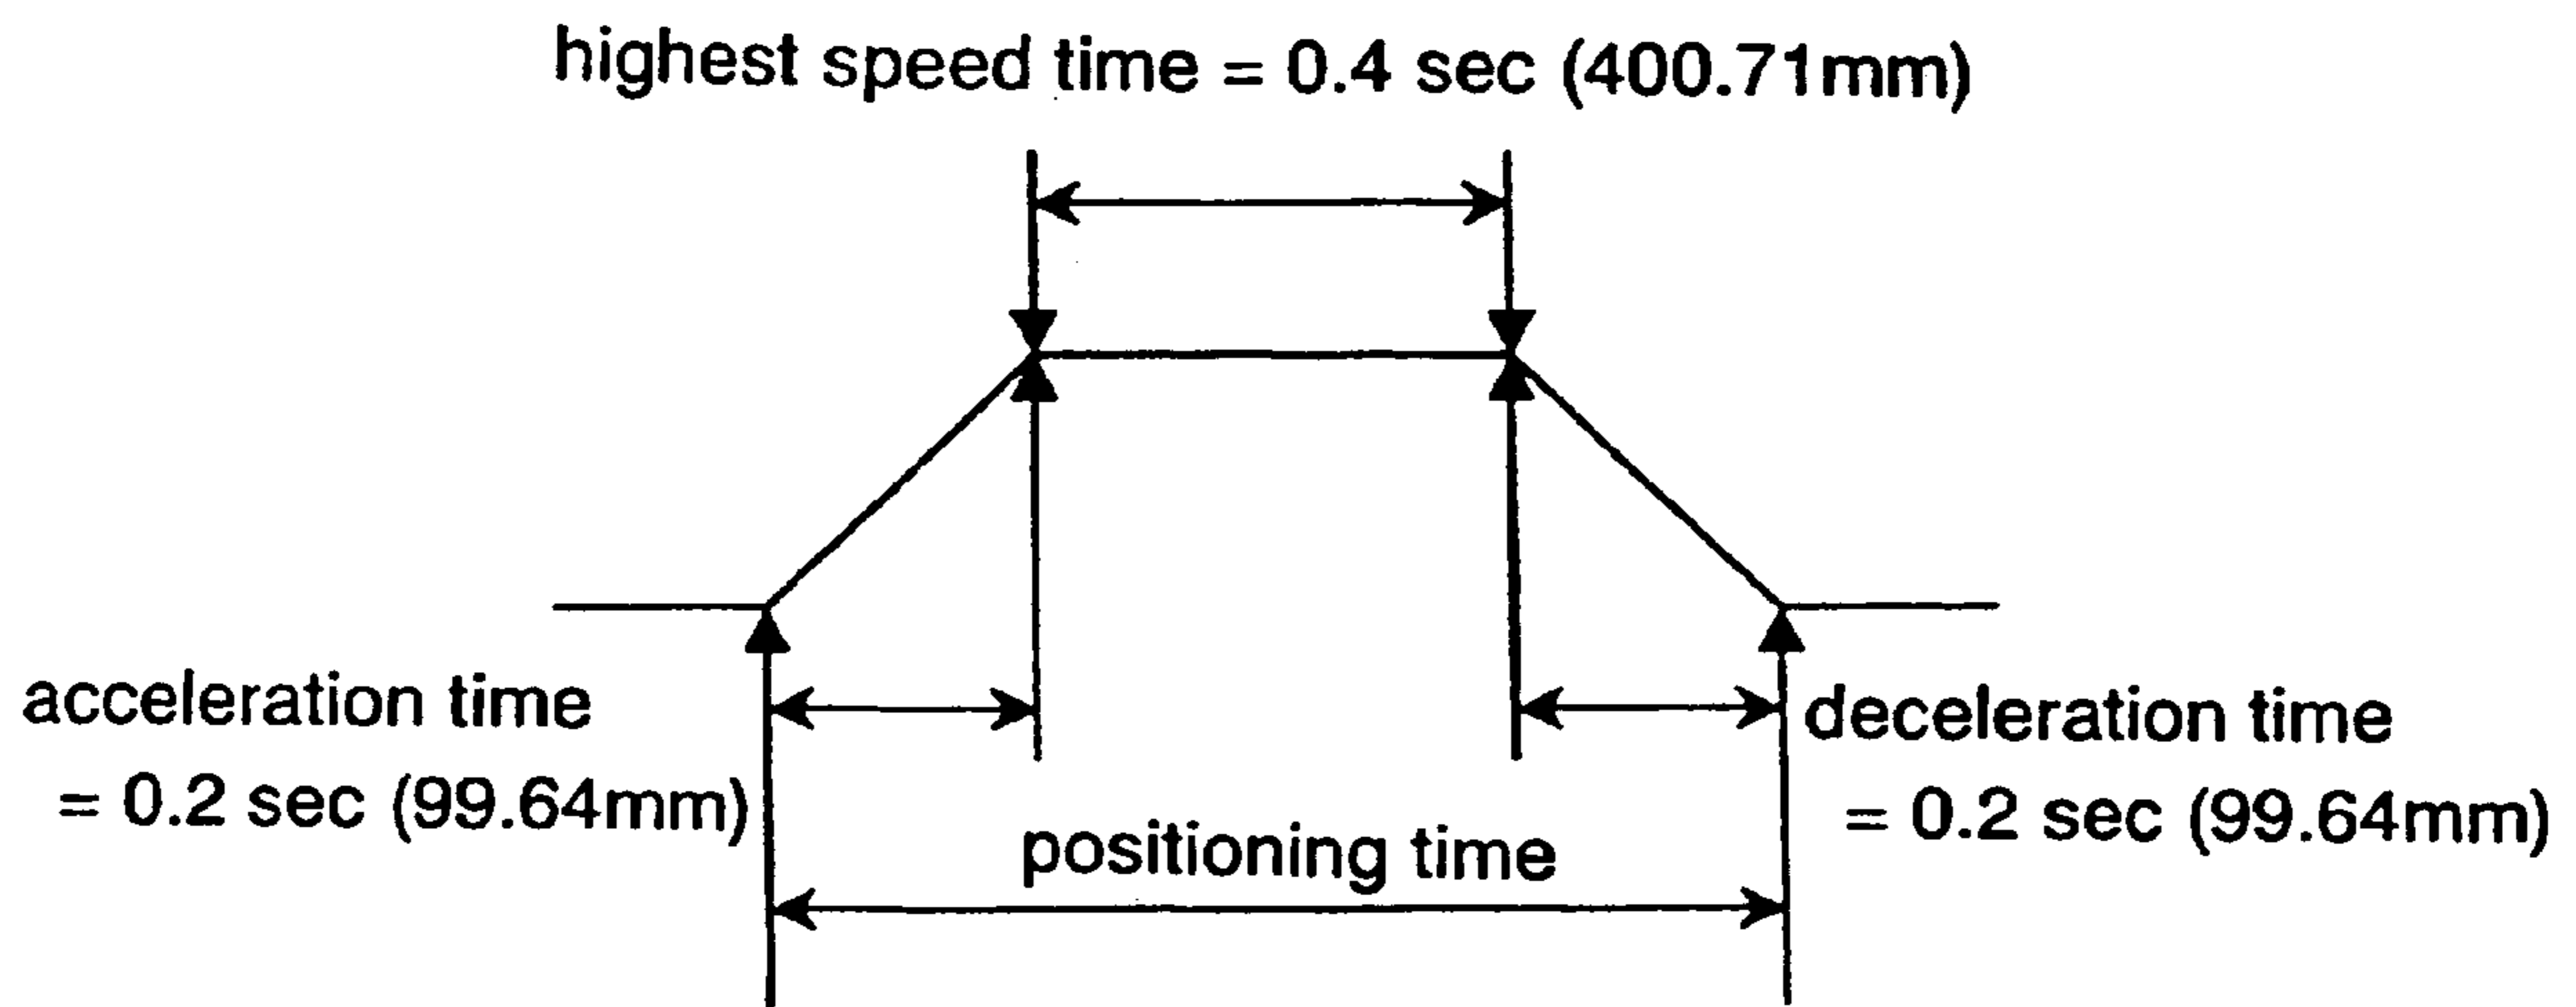 highest speed time = 0.4 sec (400.71mm)
acceleration time
= 0.2 sec (99.64mm)
deceleration time
= 0.2 sec (99.64mm)
positioning time